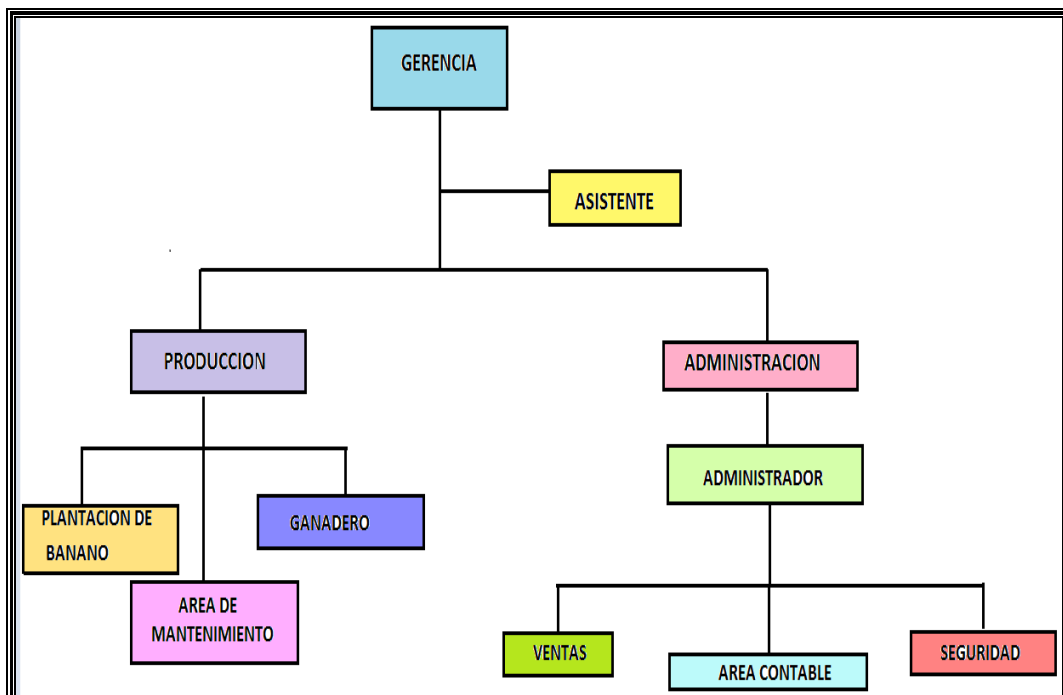 GERENCIA
ASISTENTE
PRODUCCION
ADMINISTRACION
ADMINISTRADOR
PLANTACION DE
BANANO
GANADERO
AREA DE
MANTENIMIENTO
VENTAS
AREA CONTABLE
SEGURIDAD